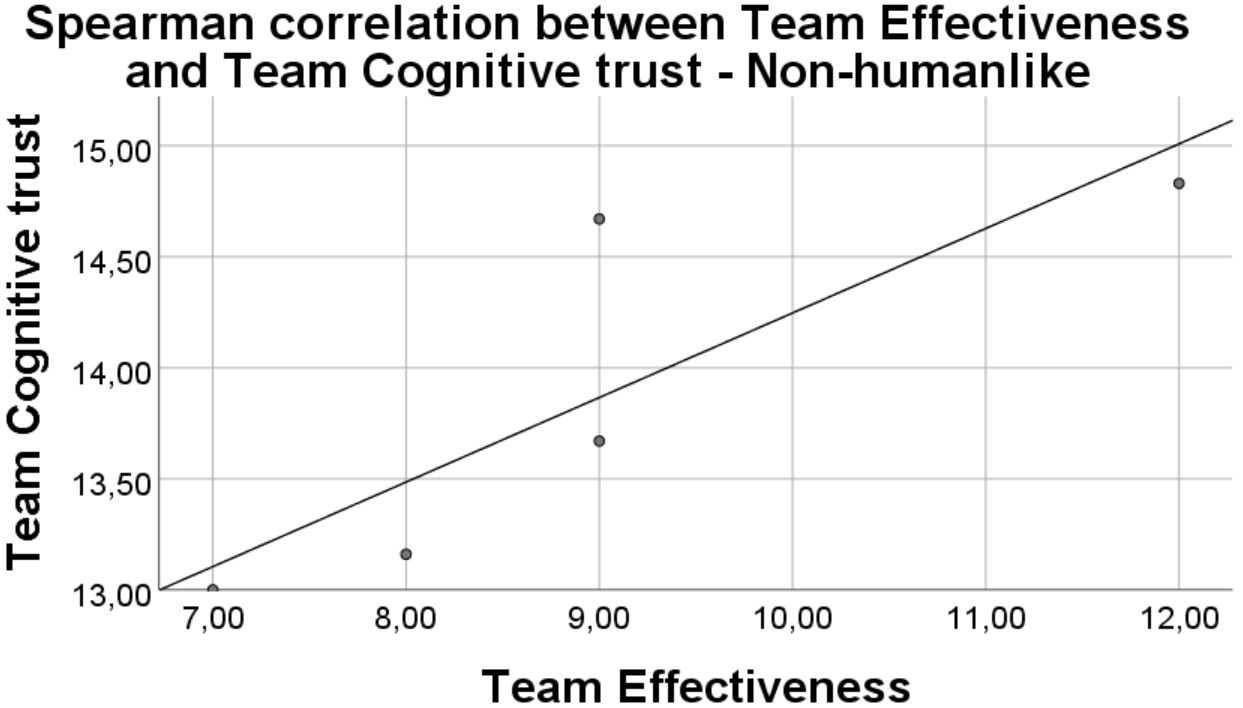 Spearman correlation between Team Effectiveness
and Team Cognitive trust - Non-humanlike
Team Cognitive trust
15,00
14,50
14,00
13,50
13,00
7,00 8,00 9,00 10,00 11,00 12,00
Team Effectiveness